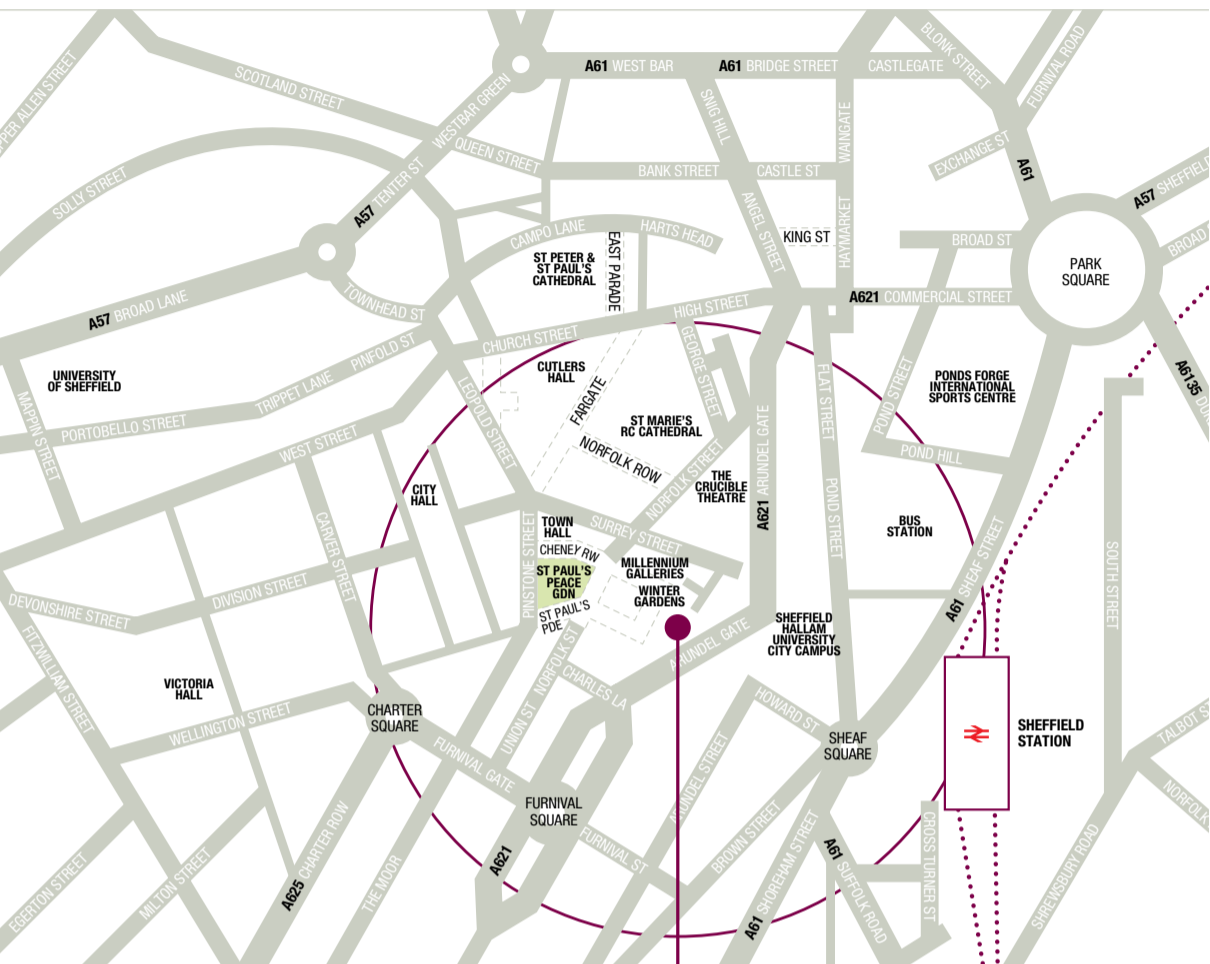 BLONK STREET
FURNIVAL ROAD
A61 WEST BAR
A61 BRIDGE STREET
CASTLEGATE
UPPER ALLEN STREET
SCOTLAND STREET
WESTBAR GREEN
SNIG HILL
WAINGATE
QUEEN STREET
BANK STREET
CASTLE ST
EXCHANGE ST
A61
A57 SHEFFIELD
SOLLY STREET
A57 TENTER ST
CAMPO LANE
HARTS HEAD
EAST PARADE
ANGEL STREET
KING ST
HAYMARKET
BROAD ST
BROAD
ST PETER &
ST PAUL'S
CATHEDRAL
PARK
SQUARE
A57 BROAD LANE
TOWNHEAD ST
HIGH STREET
A621 COMMERCIAL STREET
CHURCH STREET
PINFOLD ST
GEORGE STREET
UNIVERSITY
OF SHEFFIELD
CUTLERS
HALL
FARGATE
FLAT STREET
POND STREET
PONDS FORGE
INTERNATIONAL
SPORTS CENTRE
A6135
MAPPIN STREET
TRIPPET LANE
PORTOBELLO STREET
LEOPOLD STREET
ST MARIE'S
RC CATHEDRAL
WEST STREET
NORFOLK ROW
NORFOLK STREET
THE
CRUCIBLE
THEATRE
A621 ARUNDEL GATE
POND HILL
CITY
HALL
POND STREET
BUS
STATION
CARVER STREET
PINSTONE STREET
TOWN
HALL
SURREY STREET
CHENEY RW
MILLENNIUM
GALLERIES
WINTER
GARDENS
ST PAUL'S
PEACE
GDN
ST PAUL'S
PDE
A61 SHEAF STREET
SOUTH STREET
DEVONSHIRE STREET
DIVISION STREET
FITZWILLIAM STREET
SHEFFIELD
HALLAM
UNIVERSITY
CITY CAMPUS
ARUNDEL GATE
NORFOLK ST
VICTORIA
HALL
CHARLES LA
HOWARD ST
WELLINGTON STREET
CHARTER
SQUARE
UNION ST
SHEAF
SQUARE
SHEFFIELD
STATION
TALBOT S
FURNIVAL GATE
ARUNDEL STREET
NORFOLK
FURNIVAL
SQUARE
FURNIVAL ST
BROWN STREET
CROSS TURNER ST
A621
EGERTON STREET
MILTON STREET
A625 CHARTER ROW
THE MOOR
A61 SHOREHAM STREET
A61 SUFFOLK ROAD
SHREWSBURY ROAD